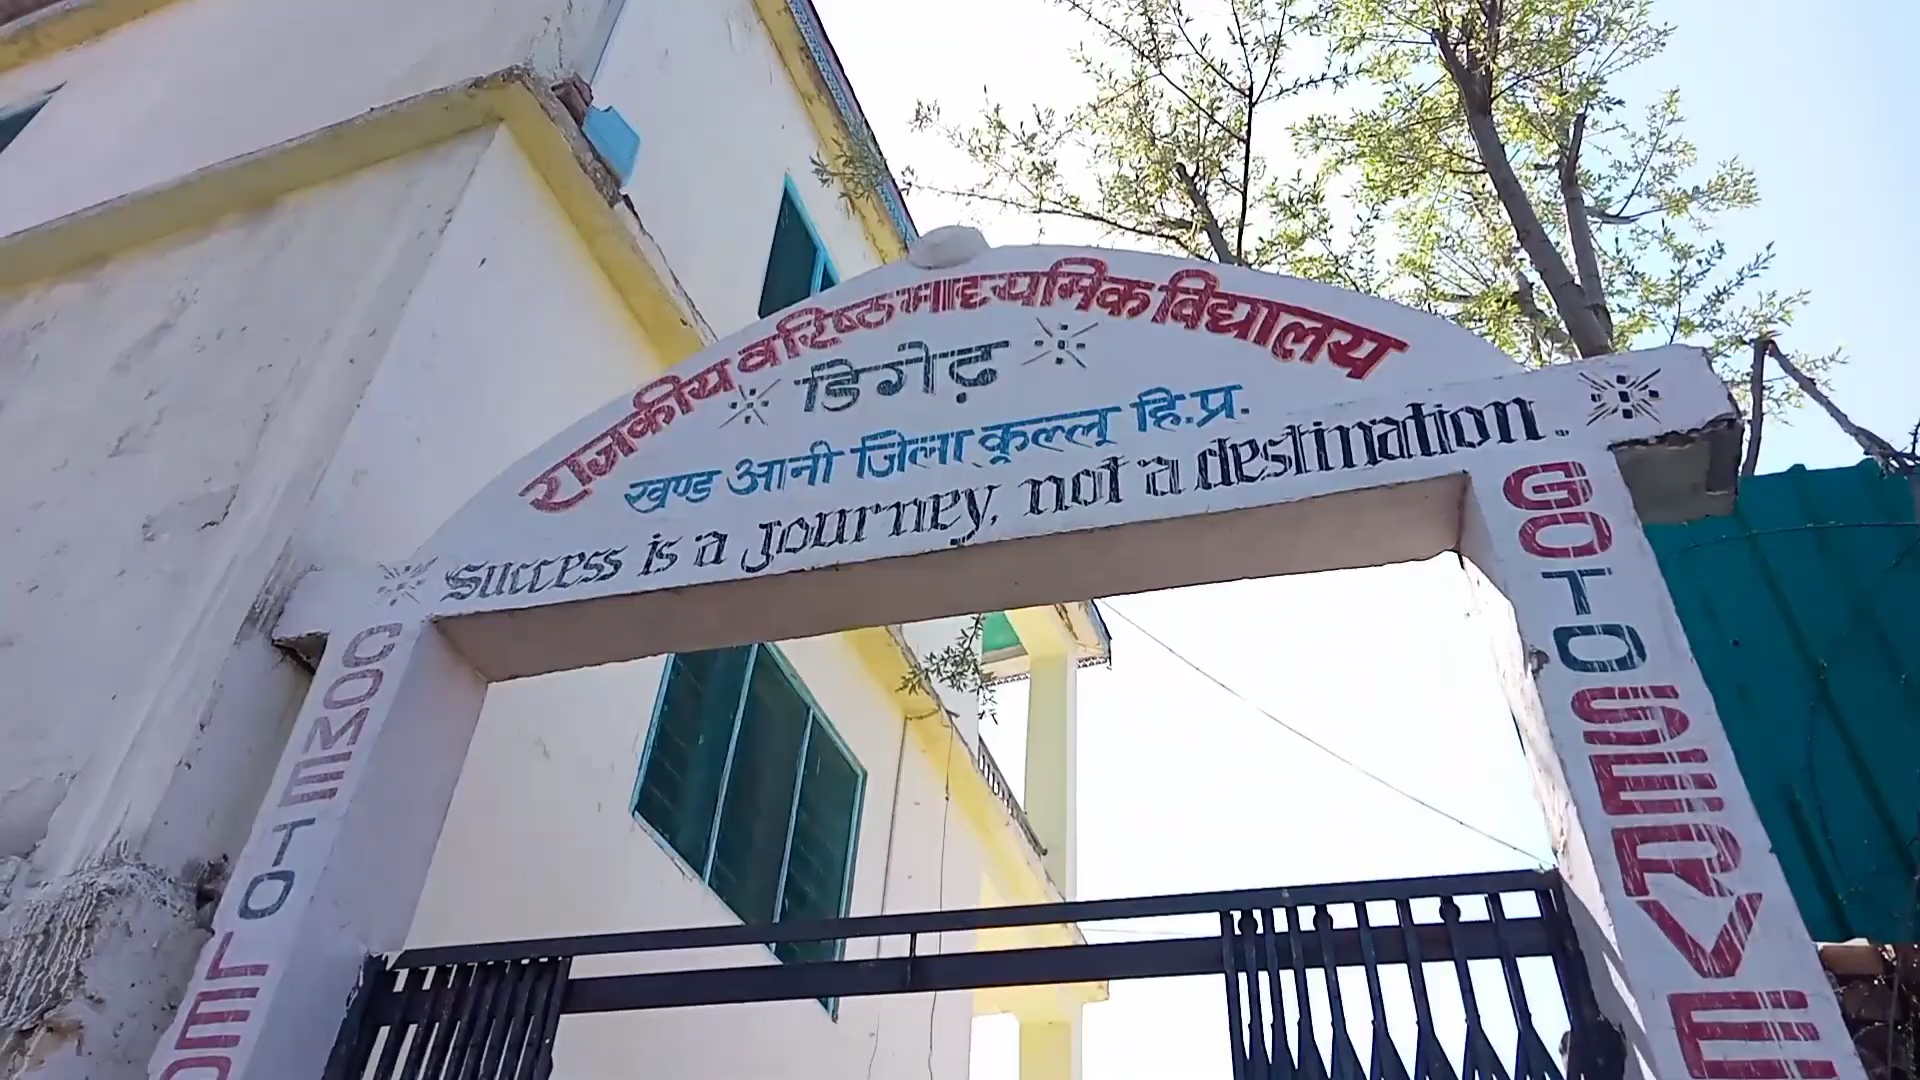 राजकीय वरिष्ठ माध्यमिक विद्यालय
डिगेढ़
खण्ड आनी जिला कुल्लू हि.प्र.
Success is a journey, not a destination.
COME TO LE
GO TO SERVE